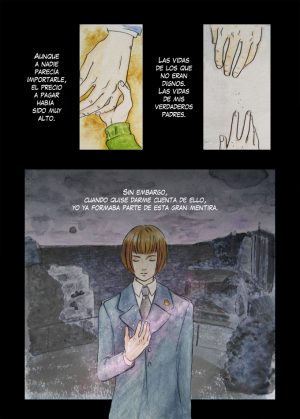 AUNQUE
A NADIE
PARECÍA
IMPORTARLE,
EL PRECIO
A PAGAR
HABÍA
SIDO MUY
ALTO.
LAS VIDAS
DE LOS QUE
NO ERAN
DIGNOS.
LAS VIDAS
DE MIS
VERDADEROS
PADRES.
SIN EMBARGO,
CUANDO QUISE DARME CUENTA DE ELLO,
YO YA FORMABA PARTE DE ESTA GRAN MENTIRA.